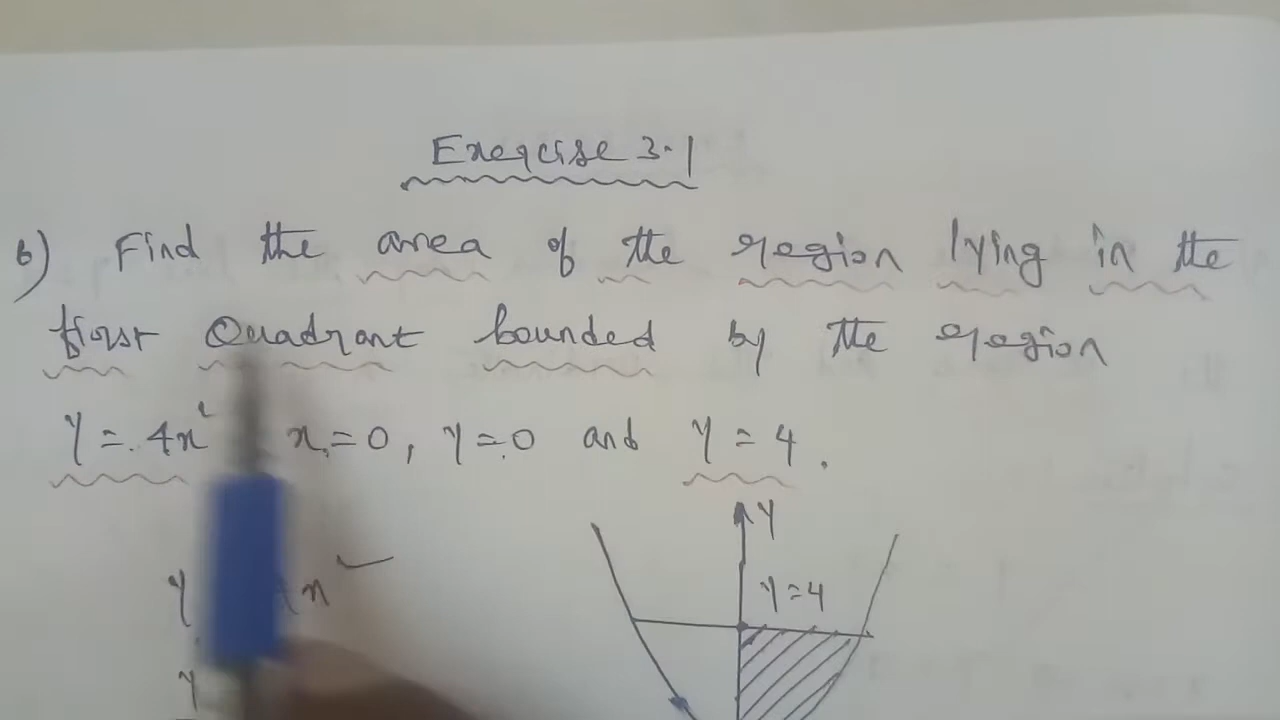 Exercise 3.1
6) Find the area of the region lying in the
first Quadrant bounded by the region
y = 4x² x = 0, y = 0 and y = 4.
Y
y x²
y = 4
y